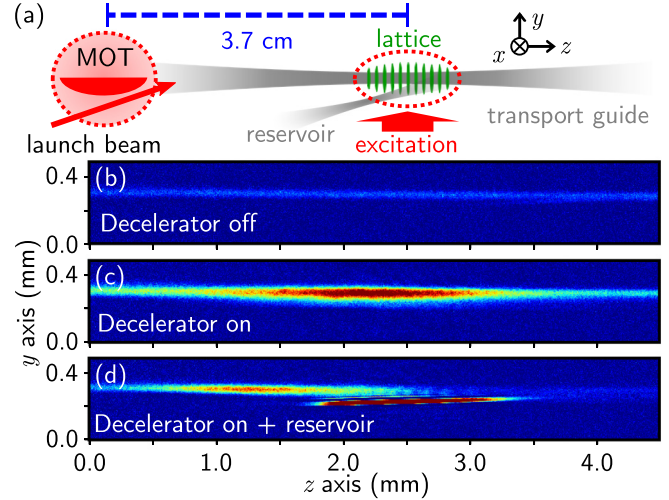 (a)
3.7 cm
MOT
lattice
y
x
z
launch beam
reservoir
excitation
transport guide
0.4
(b)
Decelerator off
0.0
0.4
(c)
Decelerator on
0.0
0.4
(d)
Decelerator on + reservoir
0.0
y axis (mm)
0.0 1.0 2.0 3.0 4.0
z axis (mm)